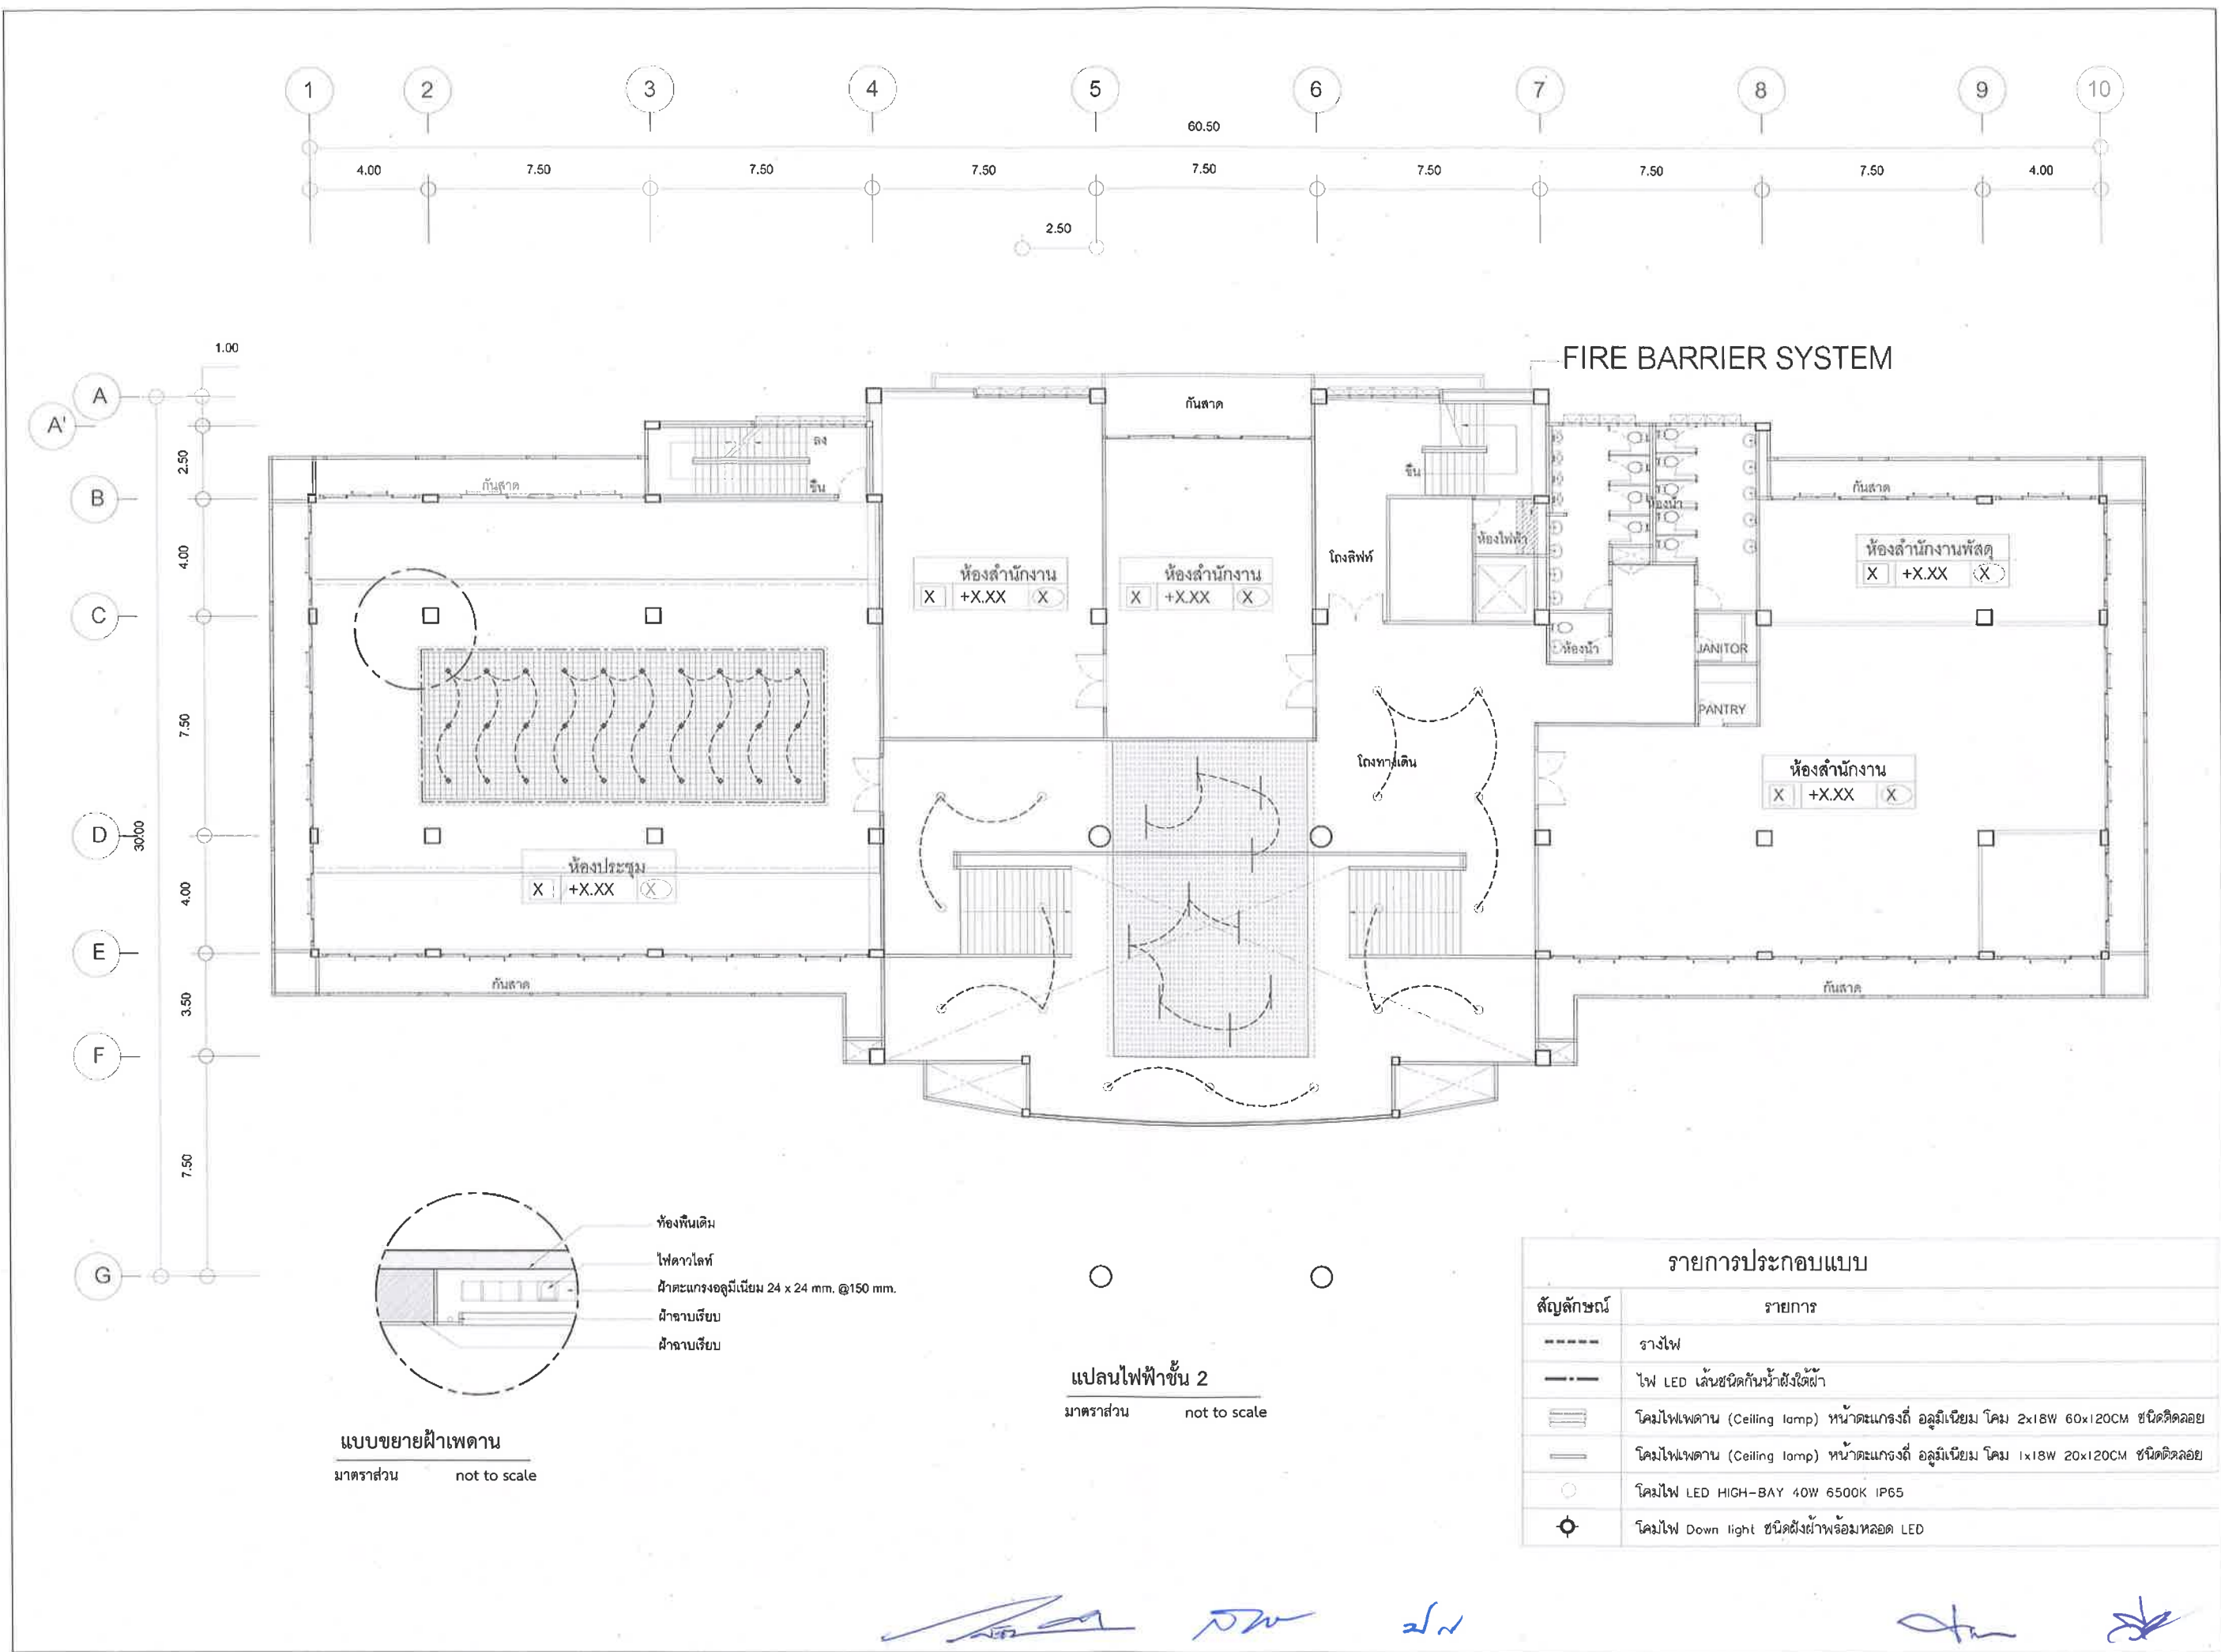 1 2 3 4 5 6 7 8 9 10
60.50
4.00 7.50 7.50 7.50 7.50 7.50 7.50 7.50 4.00
2.50
FIRE BARRIER SYSTEM
1.00
A
A'
B
C
D
E
F
G
2.50
4.00
7.50
30.00
4.00
3.50
7.50
กันสาด
ลง
ขึ้น
กันสาด
ขึ้น
กันสาด
ห้องน้ำ
ห้องไฟฟ้า
โถงลิฟท์
ห้องสำนักงาน
X +X.XX X
ห้องสำนักงาน
X +X.XX X
ห้องสำนักงานพัสดุ
X +X.XX X
ห้องน้ำ
JANITOR
PANTRY
โถงทางเดิน
ห้องสำนักงาน
X +X.XX X
ห้องประชุม
X +X.XX X
กันสาด
กันสาด
ท้องพื้นเดิม
ไฟดาวไลท์
ฝ้าตะแกรงอลูมีเนียม 24 x 24 mm. @150 mm.
ฝ้าฉาบเรียบ
ฝ้าฉาบเรียบ
แบบขยายฝ้าเพดาน
มาตราส่วน not to scale
แปลนไฟฟ้าชั้น 2
มาตราส่วน not to scale
รายการประกอบแบบ
สัญลักษณ์ รายการ
รางไฟ
ไฟ LED เส้นชนิดกันน้ำฝังใต้ฝ้า
โคมไฟเพดาน (Ceiling lamp) หน้าตะแกรงถี่ อลูมิเนียม โคม 2x18W 60x120CM ชนิดติดลอย
โคมไฟเพดาน (Ceiling lamp) หน้าตะแกรงถี่ อลูมิเนียม โคม 1x18W 20x120CM ชนิดติดลอย
โคมไฟ LED HIGH-BAY 40W 6500K IP65
โคมไฟ Down light ชนิดฝังฝ้าพร้อมหลอด LED